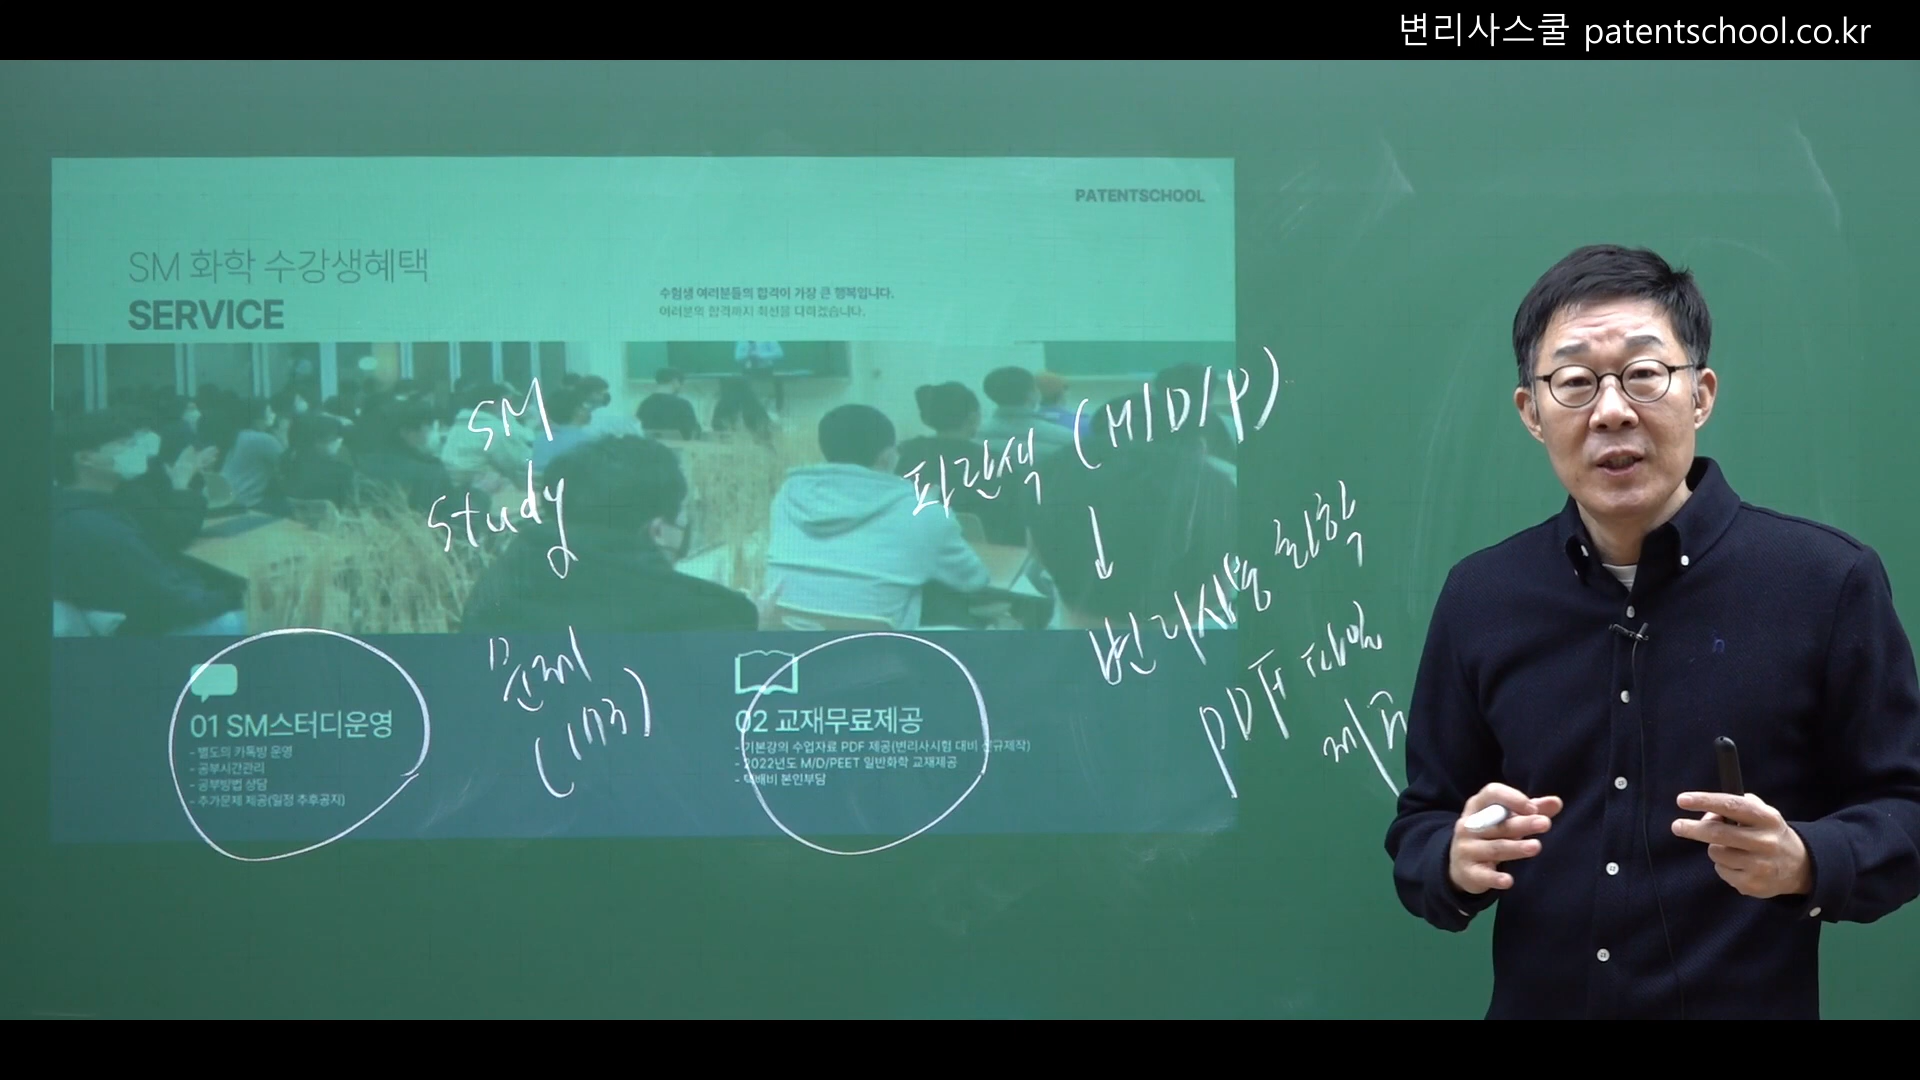 변리사스쿨 patentschool.co.kr
PATENTSCHOOL
SM 화학 수강생혜택
SERVICE
수험생 여러분들의 합격이 가장 큰 행복입니다.
여러분의 합격까지 최선을 다하겠습니다.
SM
Study
파란색 (M/D/P)
↓
변리사용 화학
PDF 파일
제공
문제
01 SM스터디운영
- 별도의 카톡방 운영
- 공부시간관리
- 공부방법 상담
- 추가문제 제공(일정 추후공지)
02 교재무료제공
- 기본강의 수업자료 PDF 제공(변리사시험 대비 신규제작)
- 2022년도 M/D/PEET 일반화학 교재제공
- 택배비 본인부담